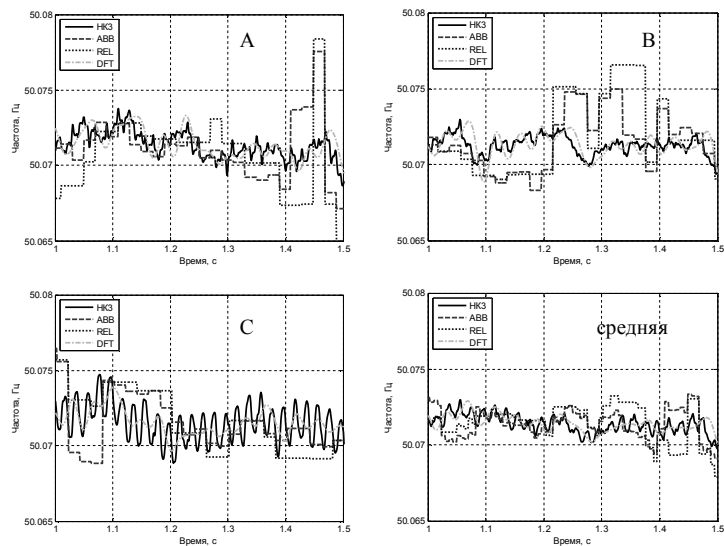 50.08
НКЗ
ABB
REL
DFT
A
50.075
50.07
50.065
Частота, Гц
1
1.1
1.2
1.3
1.4
1.5
Время, с
50.08
НКЗ
ABB
REL
DFT
B
50.075
50.07
50.065
Частота, Гц
1
1.1
1.2
1.3
1.4
1.5
Время, с
50.08
НКЗ
ABB
REL
DFT
C
50.075
50.07
50.065
Частота, Гц
1
1.1
1.2
1.3
1.4
1.5
Время, с
50.08
НКЗ
ABB
REL
DFT
средняя
50.075
50.07
50.065
Частота, Гц
1
1.1
1.2
1.3
1.4
1.5
Время, с